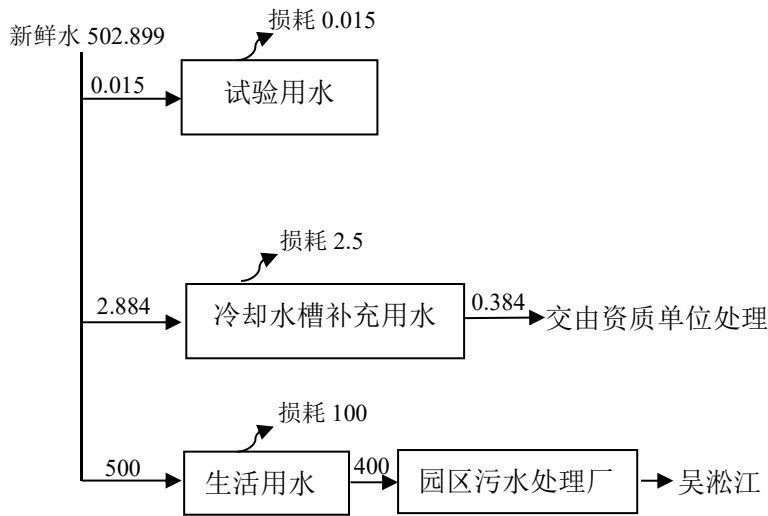 损耗 0.015
新鲜水 502.899
0.015
试验用水
损耗 2.5
2.884
冷却水槽补充用水
0.384
交由资质单位处理
损耗 100
500
生活用水
400
园区污水处理厂
吴淞江